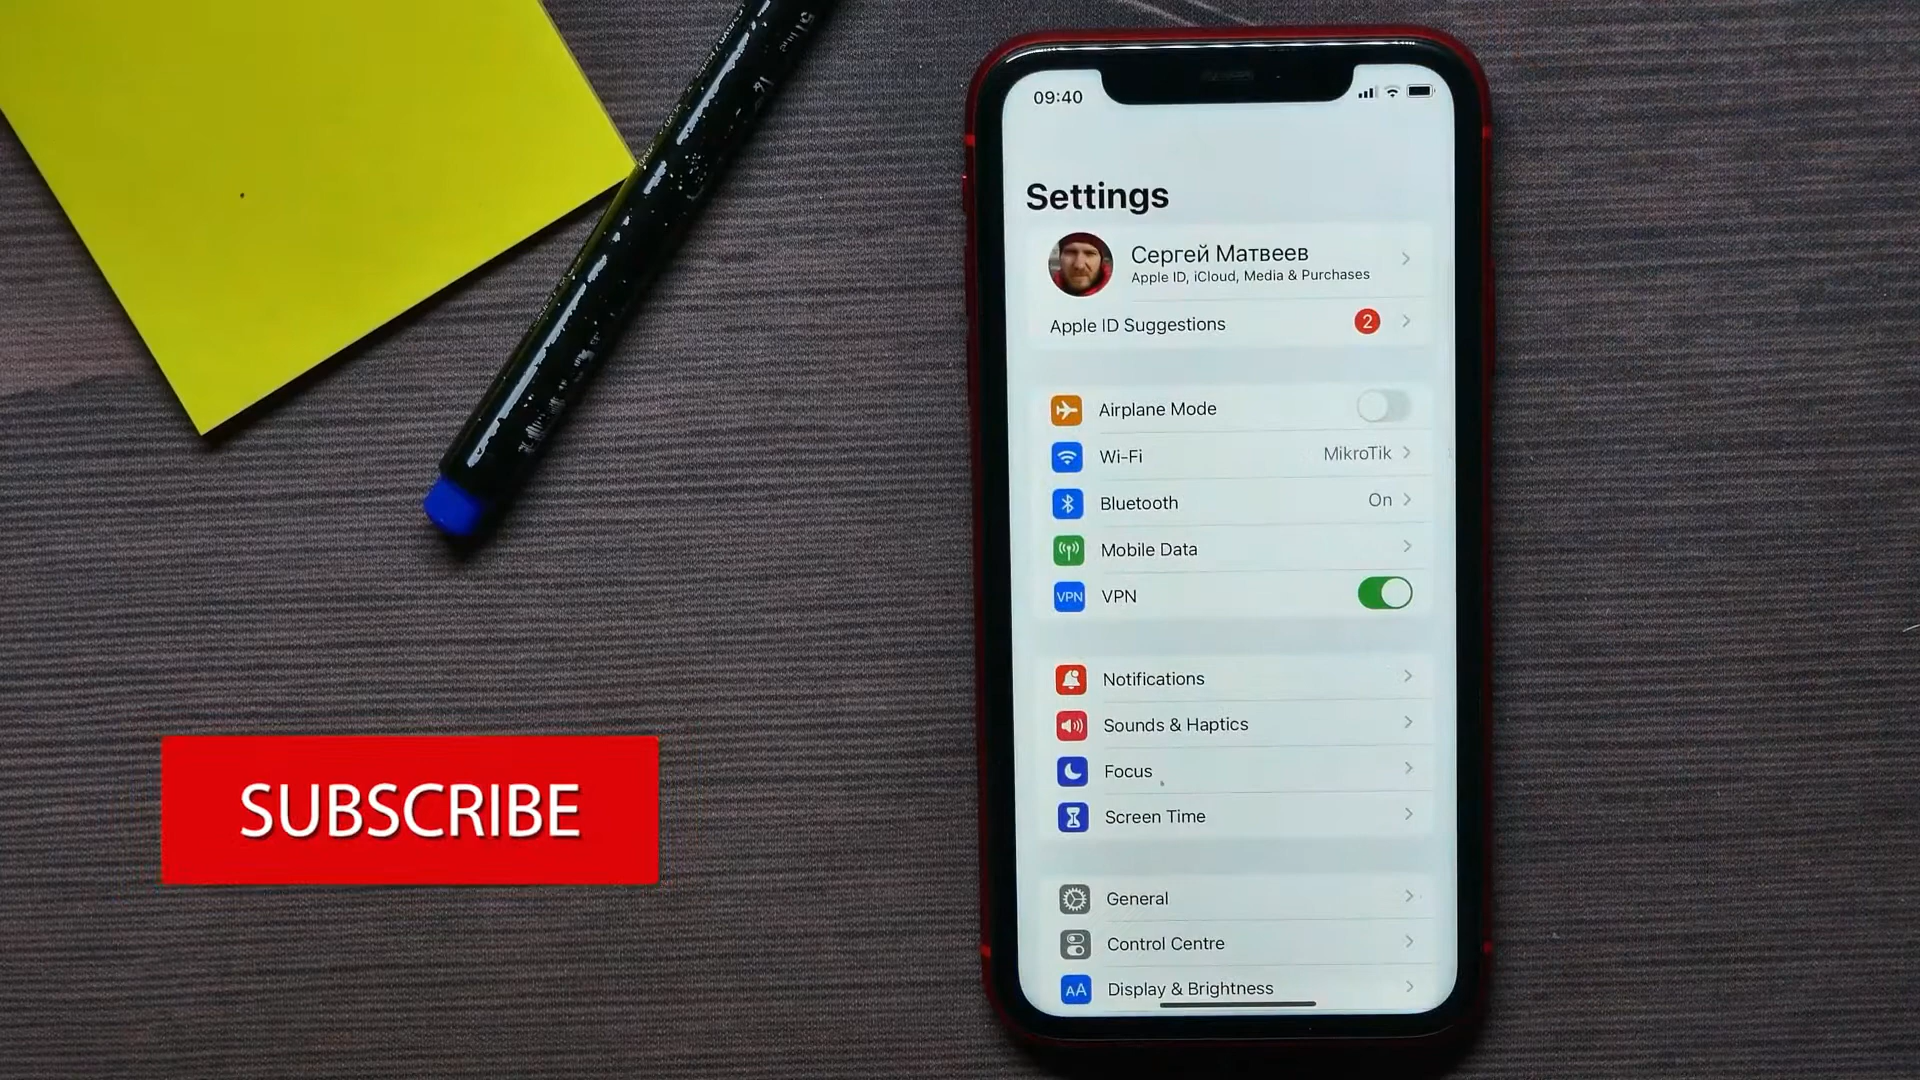 09:40
Settings
Сергей Матвеев
Apple ID, iCloud, Media & Purchases
Apple ID Suggestions 2
Airplane Mode
Wi-Fi MikroTik
Bluetooth On
Mobile Data
VPN VPN
Notifications
Sounds & Haptics
Focus
Screen Time
General
Control Centre
AA Display & Brightness
SUBSCRIBE